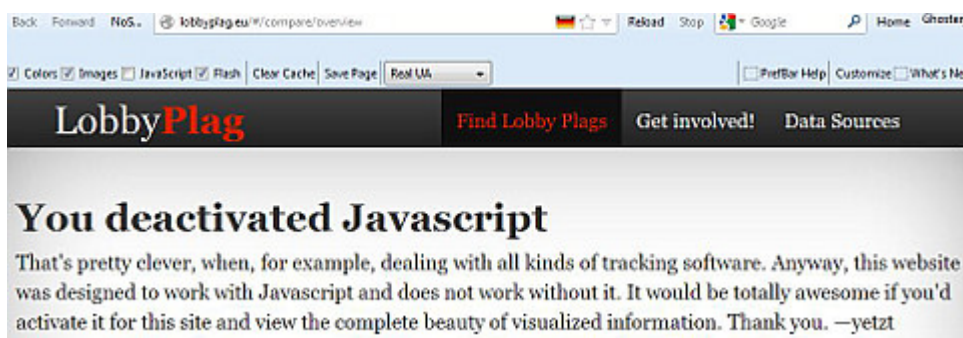 Back Forward NoS.. lobbyplag.eu/#/compare/overview Reload Stop Google Home Ghoster
Colors Images JavaScript Flash Clear Cache Save Page Real UA PrefBar Help Customize What's Ne
LobbyPlag Find Lobby Plags Get involved! Data Sources
You deactivated Javascript
That's pretty clever, when, for example, dealing with all kinds of tracking software. Anyway, this website
was designed to work with Javascript and does not work without it. It would be totally awesome if you'd
activate it for this site and view the complete beauty of visualized information. Thank you. —yetzt